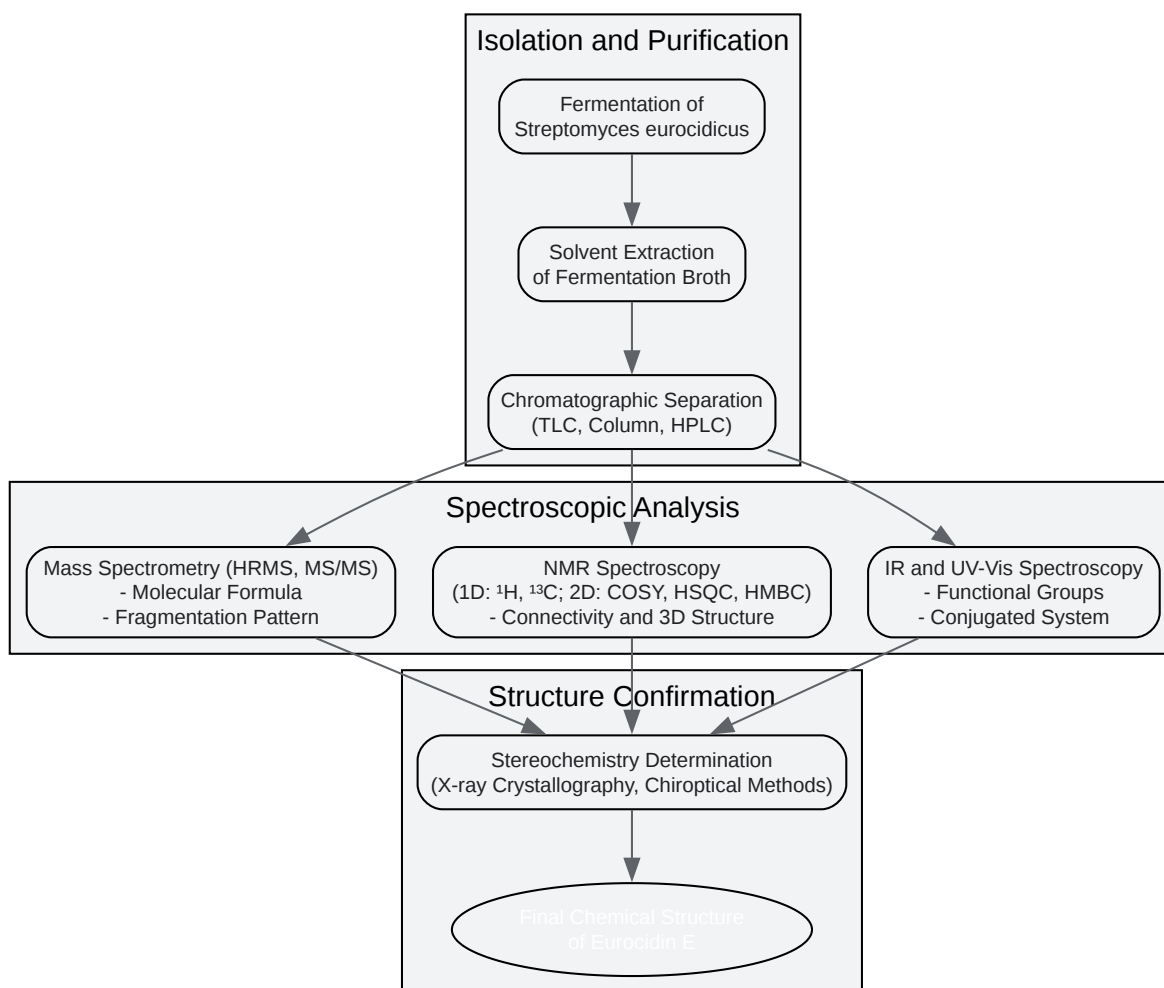 Isolation and Purification
Fermentation of
Streptomyces eurocidicus
Solvent Extraction
of Fermentation Broth
Chromatographic Separation
(TLC, Column, HPLC)
Spectroscopic Analysis
Mass Spectrometry (HRMS, MS/MS)
- Molecular Formula
- Fragmentation Pattern
NMR Spectroscopy
(1D: ¹H, ¹³C; 2D: COSY, HSQC, HMBC)
- Connectivity and 3D Structure
IR and UV-Vis Spectroscopy
- Functional Groups
- Conjugated System
Structure Confirmation
Stereochemistry Determination
(X-ray Crystallography, Chiroptical Methods)
Final Chemical Structure
of Eurocidin E